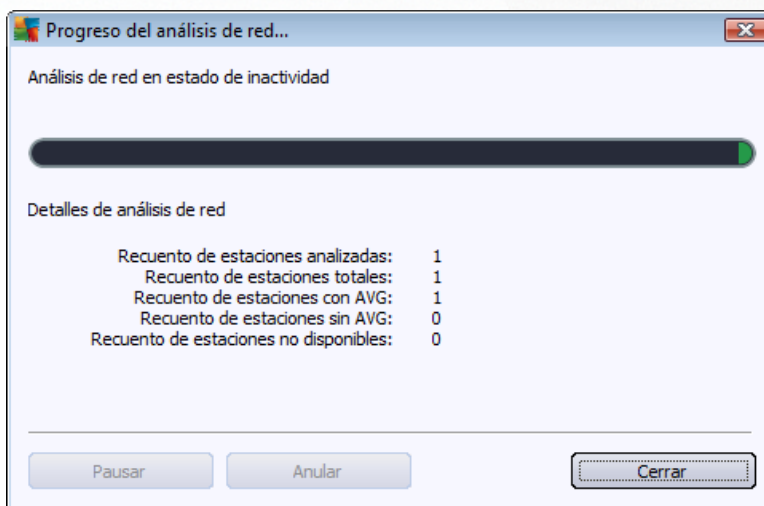 Progreso del análisis de red...
Análisis de red en estado de inactividad
Detalles de análisis de red
Recuento de estaciones analizadas: 1
Recuento de estaciones totales: 1
Recuento de estaciones con AVG: 1
Recuento de estaciones sin AVG: 0
Recuento de estaciones no disponibles: 0
Pausar Anular Cerrar